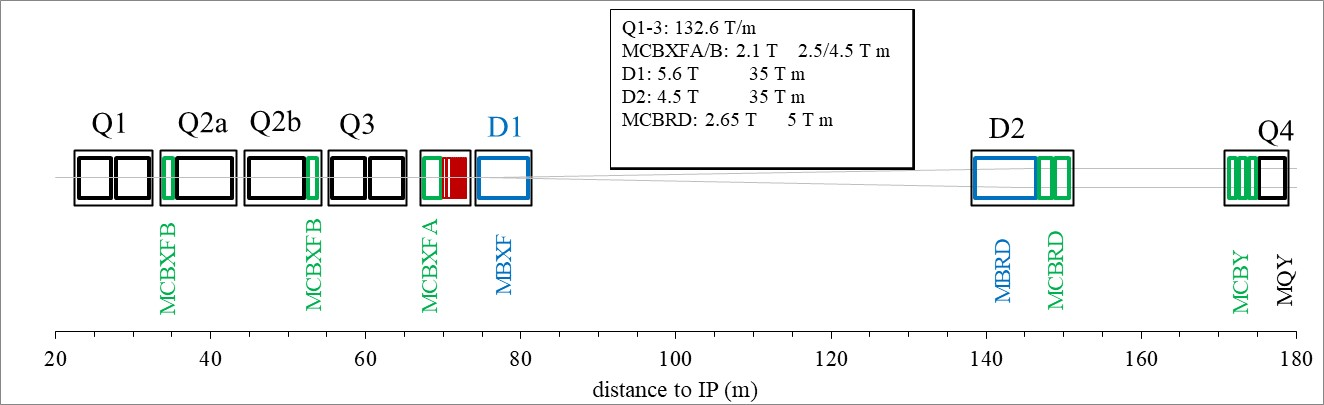 Q1-3: 132.6 T/m
MCBXFA/B: 2.1 T 2.5/4.5 T m
D1: 5.6 T 35 T m
D2: 4.5 T 35 T m
MCBRD: 2.65 T 5 T m
Q1 Q2a Q2b Q3 D1 D2 Q4
MCBXFB
MCBXFB
MCBXFA
MBXF
MBRD
MCBRD
MCBY
MQY
20 40 60 80 100 120 140 160 180
distance to IP (m)